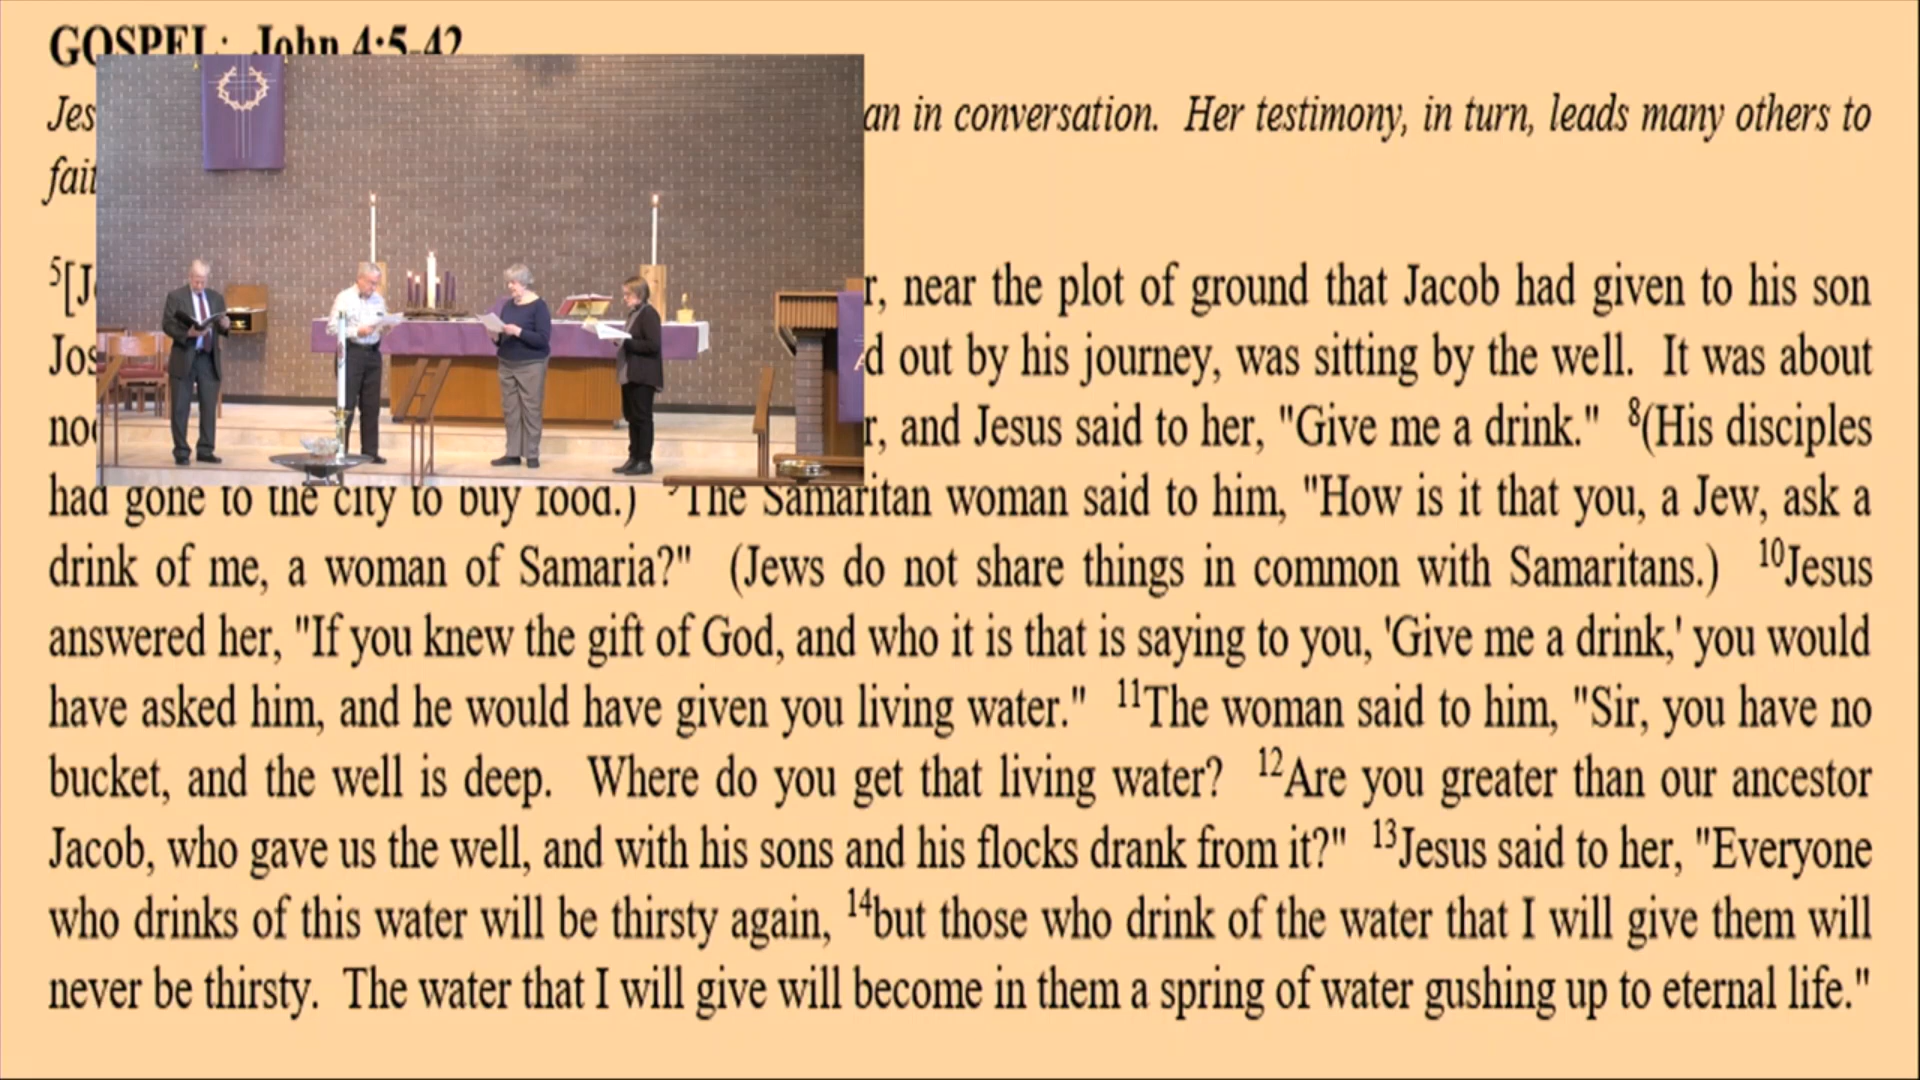 GOSPEL: John 4:5-42
an in conversation. Her testimony, in turn, leads many others to
5[J
near the plot of ground that Jacob had given to his son
out by his journey, was sitting by the well. It was about
and Jesus said to her, "Give me a drink." 8(His disciples
had gone to the city to buy food.) 9The Samaritan woman said to him, "How is it that you, a Jew, ask a
drink of me, a woman of Samaria?" (Jews do not share things in common with Samaritans.) 10Jesus
answered her, "If you knew the gift of God, and who it is that is saying to you, 'Give me a drink,' you would
have asked him, and he would have given you living water." 11The woman said to him, "Sir, you have no
bucket, and the well is deep. Where do you get that living water? 12Are you greater than our ancestor
Jacob, who gave us the well, and with his sons and his flocks drank from it?" 13Jesus said to her, "Everyone
who drinks of this water will be thirsty again, 14but those who drink of the water that I will give them will
never be thirsty. The water that I will give will become in them a spring of water gushing up to eternal life."